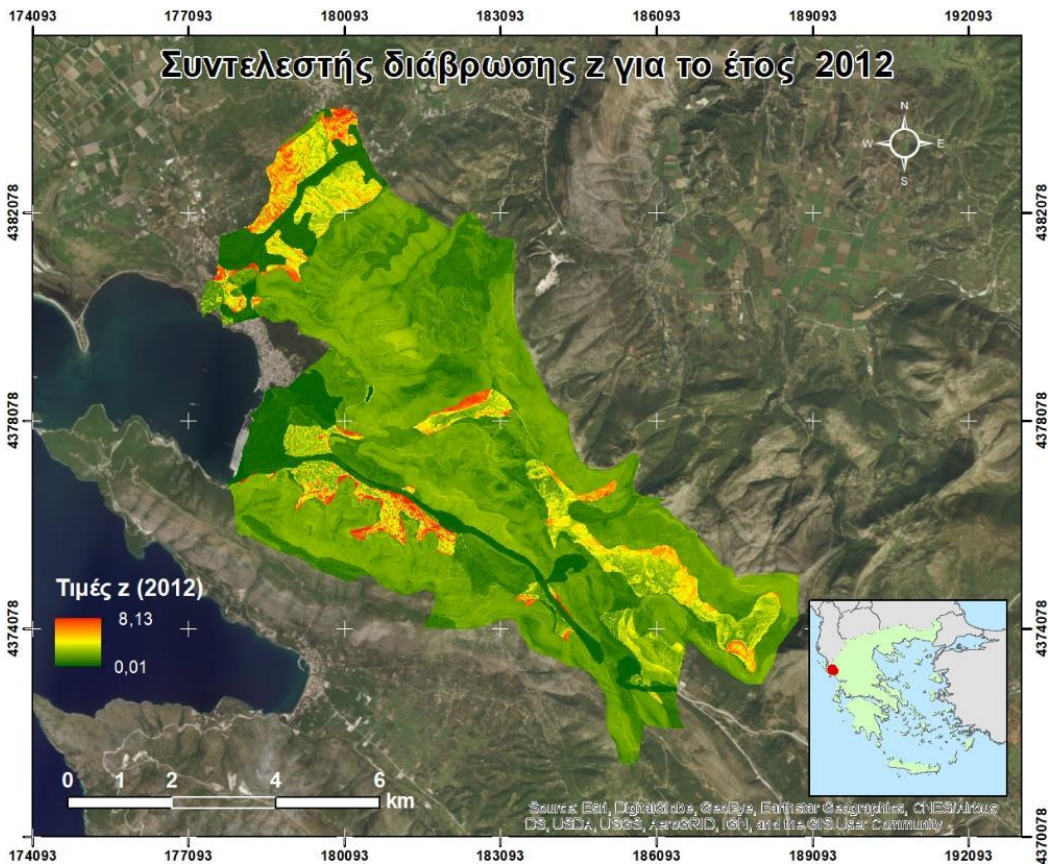 174093 177093 180093 183093 186093 189093 192093
Συντελεστής διάβρωσης z για το έτος 2012
N
W E
S
4382078 4382078
4378078 4378078
Τιμές z (2012)
8,13
0,01
4374078 4374078
0 1 2 4 6
km
Source: Esri, DigitalGlobe, GeoEye, Earthstar Geographics, CNES/Airbus
DS, USDA, USGS, AeroGRID, IGN, and the GIS User Community
4370078 4370078
174093 177093 180093 183093 186093 189093 192093